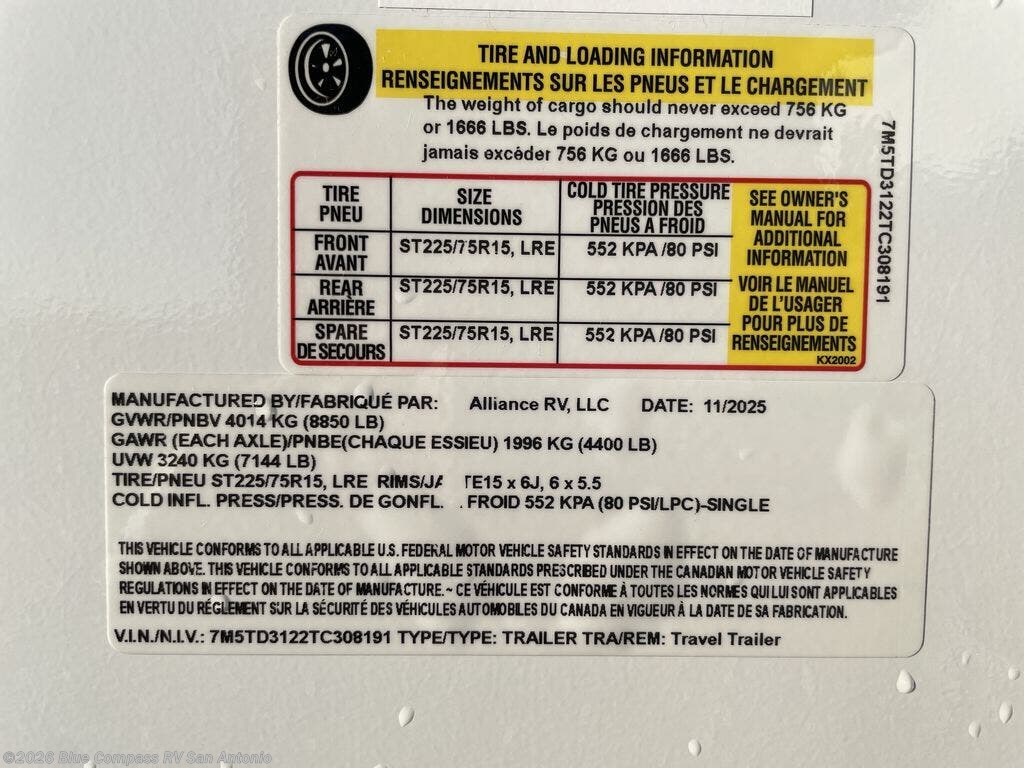 TIRE AND LOADING INFORMATION
RENSEIGNEMENTS SUR LES PNEUS ET LE CHARGEMENT
The weight of cargo should never exceed 756 KG
or 1666 LBS. Le poids de chargement ne devrait
jamais excéder 756 KG ou 1666 LBS.
TIRE
PNEU
SIZE
DIMENSIONS
COLD TIRE PRESSURE
PRESSION DES
PNEUS A FROID
FRONT
AVANT
ST225/75R15, LRE
552 KPA /80 PSI
REAR
ARRIÈRE
ST225/75R15, LRE
552 KPA /80 PSI
SPARE
DE SECOURS
ST225/75R15, LRE
552 KPA /80 PSI
SEE OWNER'S
MANUAL FOR
ADDITIONAL
INFORMATION
VOIR LE MANUEL
DE L'USAGER
POUR PLUS DE
RENSEIGNEMENTS
KX2002
7M5TD3122TC308191
MANUFACTURED BY/FABRIQUÉ PAR: Alliance RV, LLC DATE: 11/2025
GVWR/PNBV 4014 KG (8850 LB)
GAWR (EACH AXLE)/PNBE(CHAQUE ESSIEU) 1996 KG (4400 LB)
UVW 3240 KG (7144 LB)
TIRE/PNEU ST225/75R15, LRE RIMS/JA TE15 x 6J, 6 x 5.5
COLD INFL. PRESS/PRESS. DE GONFL. . FROID 552 KPA (80 PSI/LPC)-SINGLE
THIS VEHICLE CONFORMS TO ALL APPLICABLE U.S. FEDERAL MOTOR VEHICLE SAFETY STANDARDS IN EFFECT ON THE DATE OF MANUFACTURE
SHOWN ABOVE. THIS VEHICLE CONFORMS TO ALL APPLICABLE STANDARDS PRESCRIBED UNDER THE CANADIAN MOTOR VEHICLE SAFETY
REGULATIONS IN EFFECT ON THE DATE OF MANUFACTURE. ~ CE VÉHICULE EST CONFORME À TOUTES LES NORMES QUI LUI SONT APPLICABLES
EN VERTU DU RÉGLEMENT SUR LA SÉCURITÉ DES VÉHICULES AUTOMOBILES DU CANADA EN VIGUEUR À LA DATE DE SA FABRICATION.
V.I.N./N.I.V.: 7M5TD3122TC308191 TYPE/TYPE: TRAILER TRA/REM: Travel Trailer
©2026 Blue Compass RV San Antonio